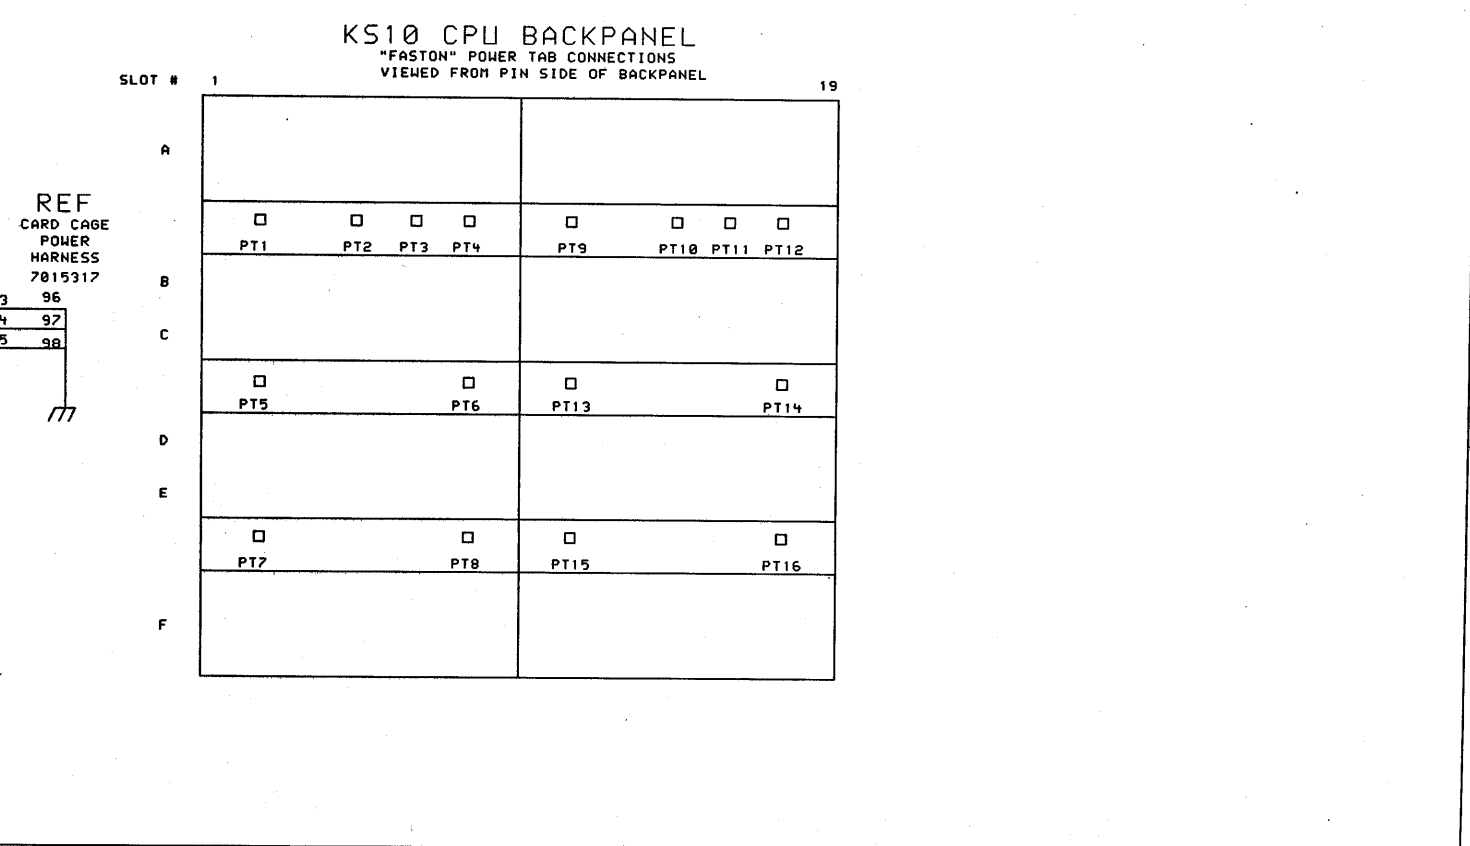 KS10 CPU BACKPANEL
"FASTON" POWER TAB CONNECTIONS
VIEWED FROM PIN SIDE OF BACKPANEL
SLOT # 1 19
A
REF
CARD CAGE
POWER
HARNESS
7015317
3 96
4 97
5 98
PT1 PT2 PT3 PT4 PT9 PT10 PT11 PT12
B
C
PT5 PT6 PT13 PT14
D
E
PT7 PT8 PT15 PT16
F